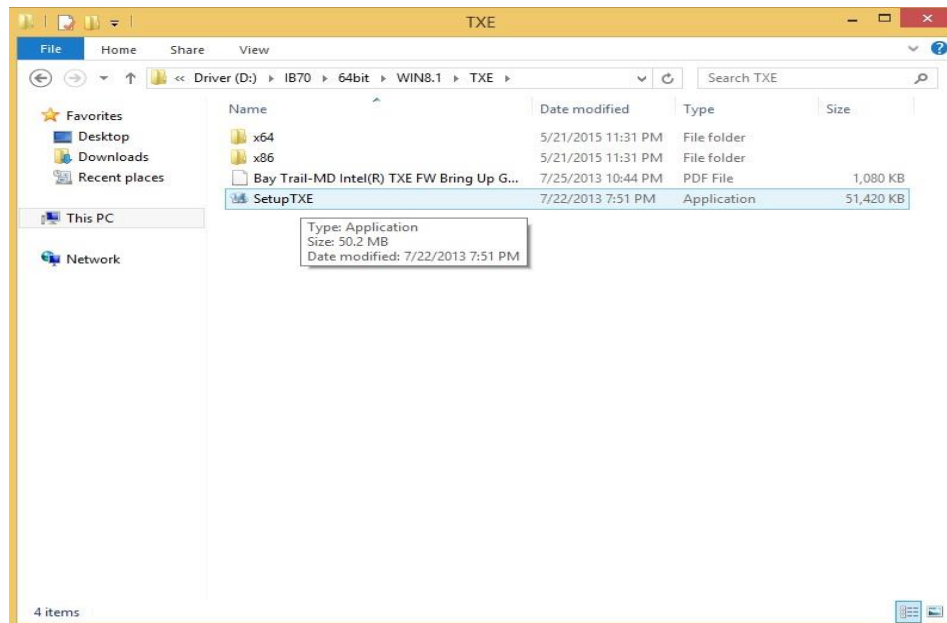 TXE
File Home Share View
« Driver (D:) ▸ IB70 ▸ 64bit ▸ WIN8.1 ▸ TXE ▸ Search TXE
Name Date modified Type Size
Favorites
Desktop
Downloads
Recent places
This PC
Network
x64 5/21/2015 11:31 PM File folder
x86 5/21/2015 11:31 PM File folder
Bay Trail-MD Intel(R) TXE FW Bring Up G... 7/25/2013 10:44 PM PDF File 1,080 KB
SetupTXE 7/22/2013 7:51 PM Application 51,420 KB
Type: Application
Size: 50.2 MB
Date modified: 7/22/2013 7:51 PM
4 items